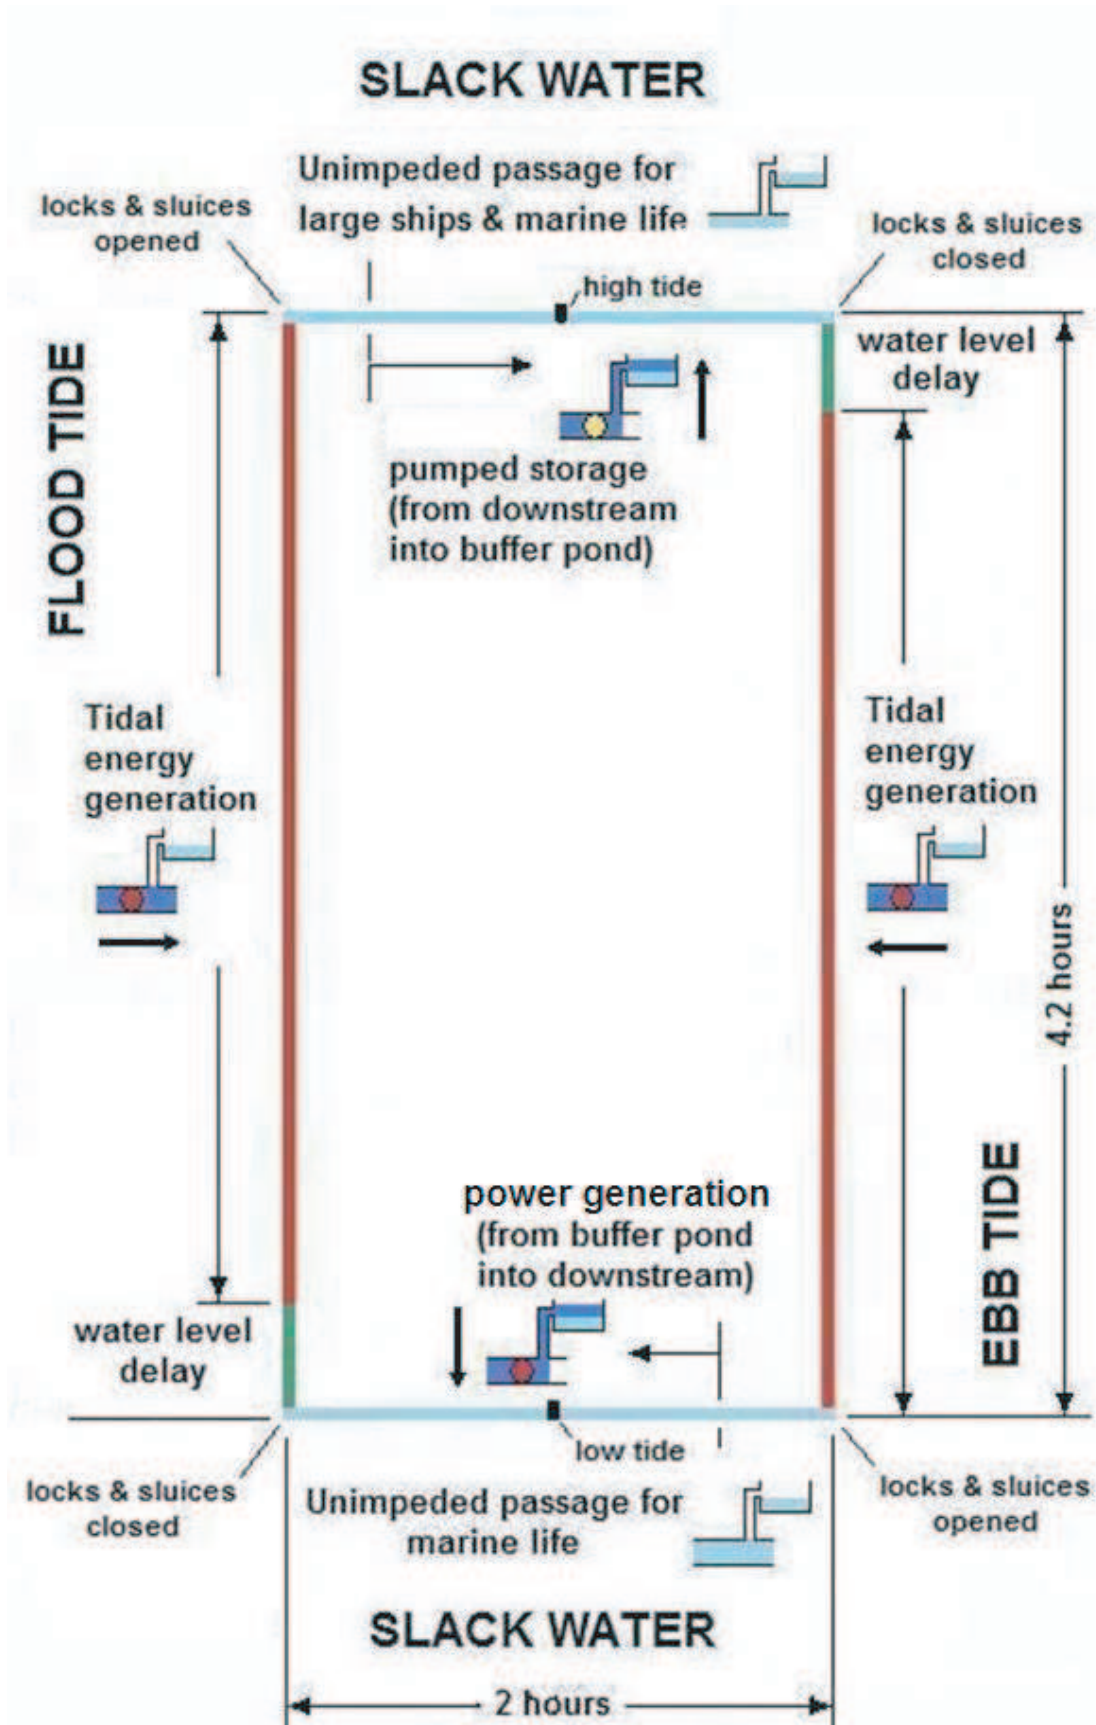 SLACK WATER
Unimpeded passage for
large ships & marine life
locks & sluices
opened
locks & sluices
closed
high tide
water level
delay
FLOOD TIDE
pumped storage
(from downstream
into buffer pond)
Tidal
energy
generation
Tidal
energy
generation
4.2 hours
power generation
(from buffer pond
into downstream)
EBB TIDE
water level
delay
low tide
locks & sluices
closed
Unimpeded passage for
marine life
locks & sluices
opened
SLACK WATER
2 hours